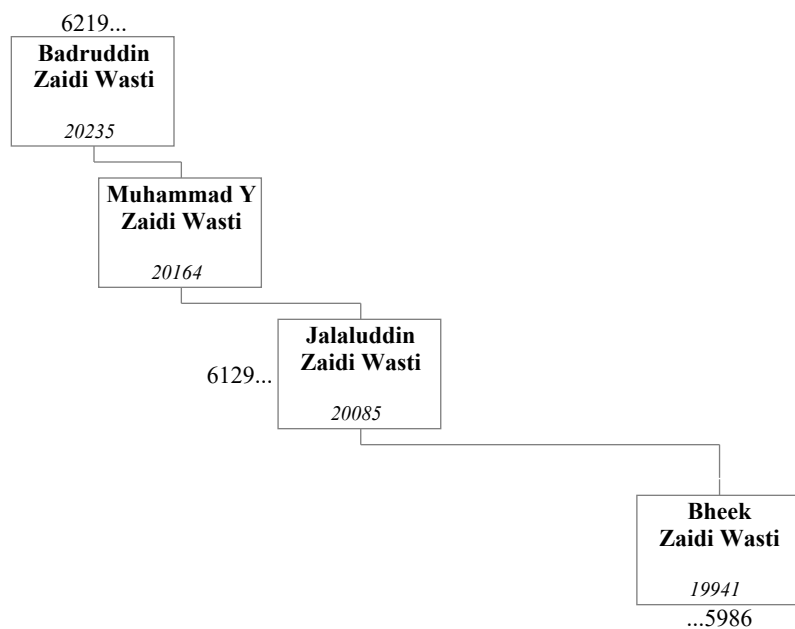 6219...
Badruddin
Zaidi Wasti
20235
Muhammad Y
Zaidi Wasti
20164
Jalaluddin
Zaidi Wasti
6129...
20085
Bheek
Zaidi Wasti
19941
...5986